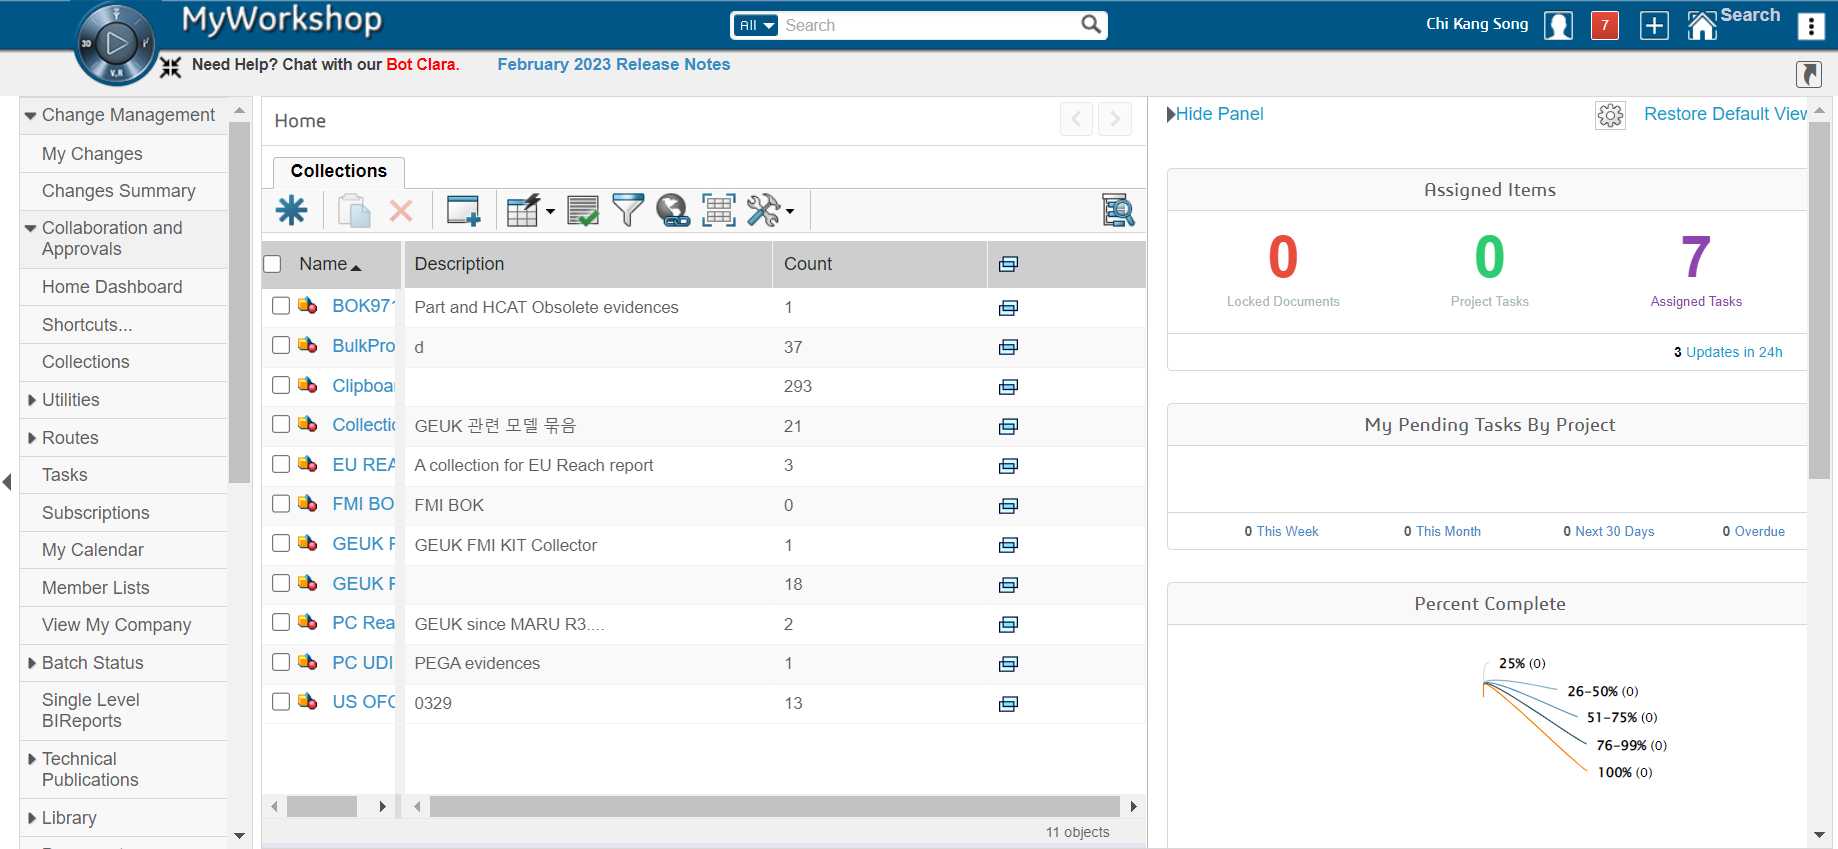 MyWorkshop
All
Search
Chi Kang Song
7
Search
3D
V,R
Need Help? Chat with our Bot Clara.
February 2023 Release Notes
Change Management
My Changes
Changes Summary
Collaboration and
Approvals
Home Dashboard
Shortcuts...
Collections
Utilities
Routes
Tasks
Subscriptions
My Calendar
Member Lists
View My Company
Batch Status
Single Level
BIReports
Technical
Publications
Library
Home
Collections
Name Description Count
BOK971 Part and HCAT Obsolete evidences 1
BulkPro d 37
Clipboa 293
Collectio GEUK 관련 모델 묶음 21
EU REA A collection for EU Reach report 3
FMI BO FMI BOK 0
GEUK F GEUK FMI KIT Collector 1
GEUK F 18
PC Rea GEUK since MARU R3.... 2
PC UDI PEGA evidences 1
US OFC 0329 13
11 objects
Hide Panel
Restore Default View
Assigned Items
0 0 7
Locked Documents Project Tasks Assigned Tasks
3 Updates in 24h
My Pending Tasks By Project
0 This Week 0 This Month 0 Next 30 Days 0 Overdue
Percent Complete
25% (0)
26-50% (0)
51-75% (0)
76-99% (0)
100% (0)